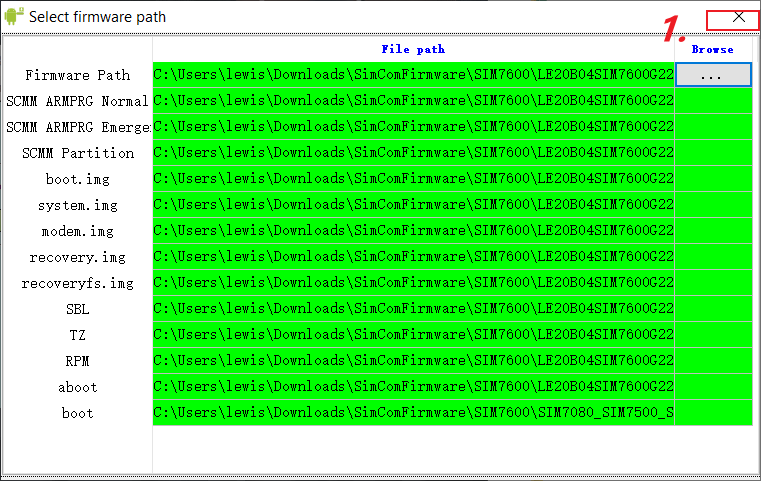 Select firmware path
1.
File path Browse
Firmware Path C:\Users\lewis\Downloads\SimComFirmware\SIM7600\LE20B04SIM7600G22 ...
SCMM ARMPRG Normal C:\Users\lewis\Downloads\SimComFirmware\SIM7600\LE20B04SIM7600G22
SCMM ARMPRG Emerge C:\Users\lewis\Downloads\SimComFirmware\SIM7600\LE20B04SIM7600G22
SCMM Partition C:\Users\lewis\Downloads\SimComFirmware\SIM7600\LE20B04SIM7600G22
boot.img C:\Users\lewis\Downloads\SimComFirmware\SIM7600\LE20B04SIM7600G22
system.img C:\Users\lewis\Downloads\SimComFirmware\SIM7600\LE20B04SIM7600G22
modem.img C:\Users\lewis\Downloads\SimComFirmware\SIM7600\LE20B04SIM7600G22
recovery.img C:\Users\lewis\Downloads\SimComFirmware\SIM7600\LE20B04SIM7600G22
recoveryfs.img C:\Users\lewis\Downloads\SimComFirmware\SIM7600\LE20B04SIM7600G22
SBL C:\Users\lewis\Downloads\SimComFirmware\SIM7600\LE20B04SIM7600G22
TZ C:\Users\lewis\Downloads\SimComFirmware\SIM7600\LE20B04SIM7600G22
RPM C:\Users\lewis\Downloads\SimComFirmware\SIM7600\LE20B04SIM7600G22
aboot C:\Users\lewis\Downloads\SimComFirmware\SIM7600\LE20B04SIM7600G22
boot C:\Users\lewis\Downloads\SimComFirmware\SIM7600\SIM7080_SIM7500_S